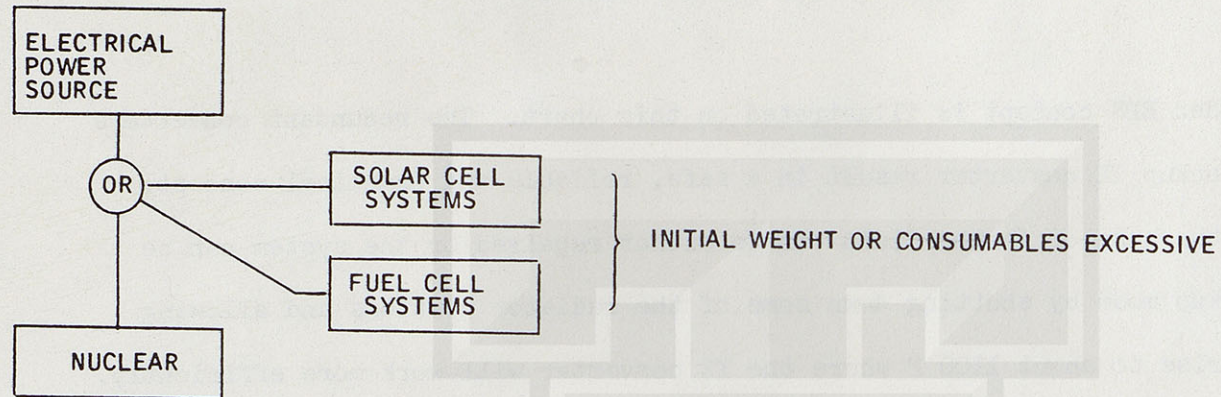 ELECTRICAL
POWER
SOURCE
OR
SOLAR CELL
SYSTEMS
FUEL CELL
SYSTEMS
INITIAL WEIGHT OR CONSUMABLES EXCESSIVE
NUCLEAR